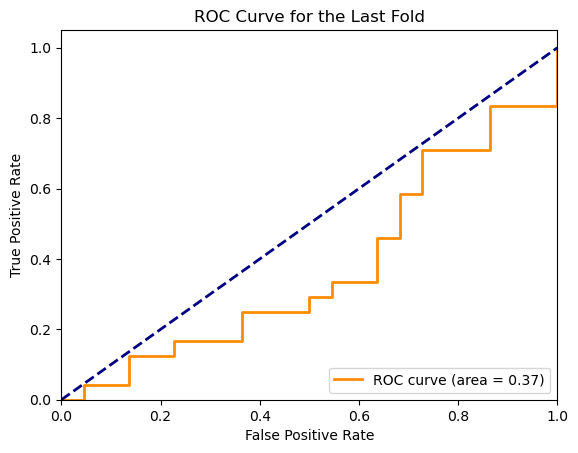 ROC Curve for the Last Fold
True Positive Rate
1.0
0.8
0.6
0.4
0.2
0.0
ROC curve (area = 0.37)
0.0 0.2 0.4 0.6 0.8 1.0
False Positive Rate